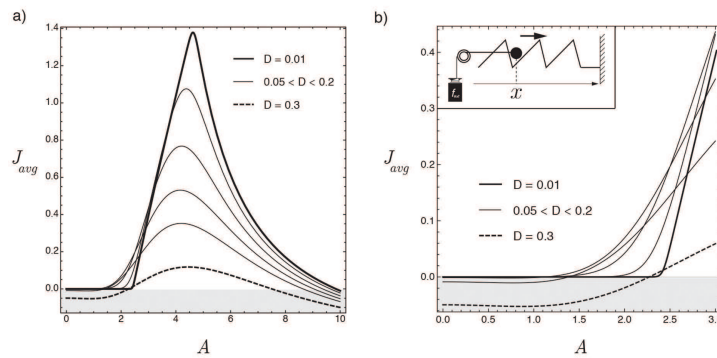 a)
1.4
1.2
1.0
0.8
0.6
0.4
0.2
0.0
J avg
0 2 4 6 8 10
A
D = 0.01
0.05 < D < 0.2
D = 0.3
b)
0.4
0.3
0.2
0.1
0.0
J avg
0.0 0.5 1.0 1.5 2.0 2.5 3.0
A
x
D = 0.01
0.05 < D < 0.2
D = 0.3